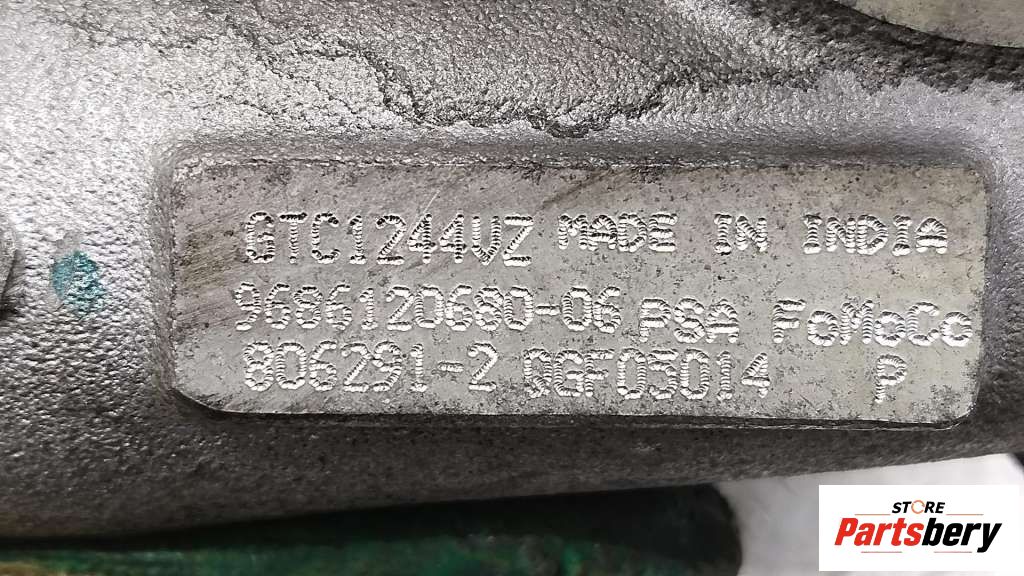 GTC1244VZ MADE IN INDIA
9686120680-06 PSA FoMoCo
806291-2 QGF05014 P
STORE
Partsbery